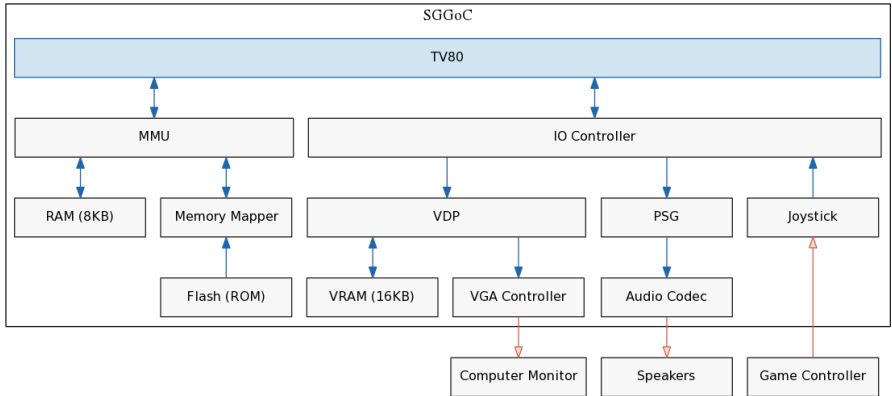 SGGoC
TV80
MMU
IO Controller
RAM (8KB)
Memory Mapper
VDP
PSG
Joystick
Flash (ROM)
VRAM (16KB)
VGA Controller
Audio Codec
Computer Monitor
Speakers
Game Controller